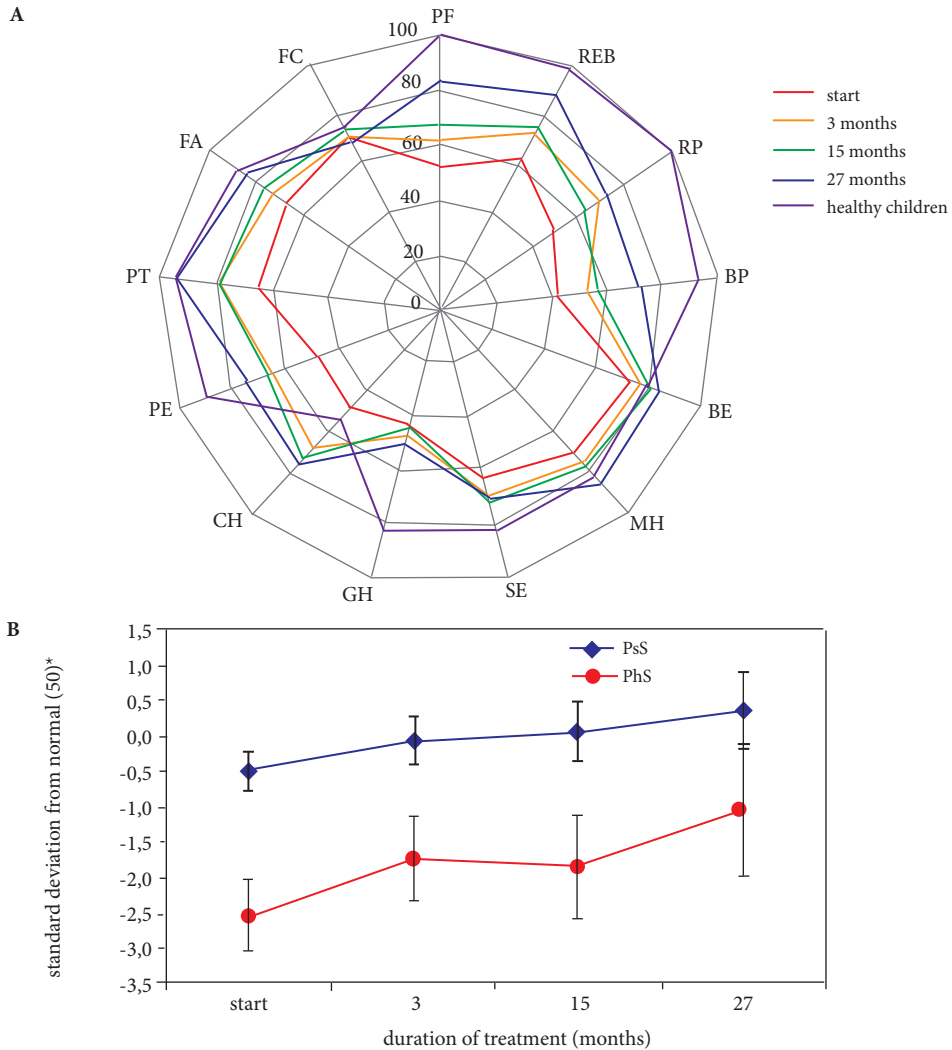 A
PF
REB
RP
BP
BE
MH
SE
GH
CH
PE
PT
FA
FC
100
80
60
40
20
0
start
3 months
15 months
27 months
healthy children
B
standard deviation from normal (50)*
1,5
1,0
0,5
0,0
-0,5
-1,0
-1,5
-2,0
-2,5
-3,0
-3,5
PsS
PhS
start 3 15 27
duration of treatment (months)